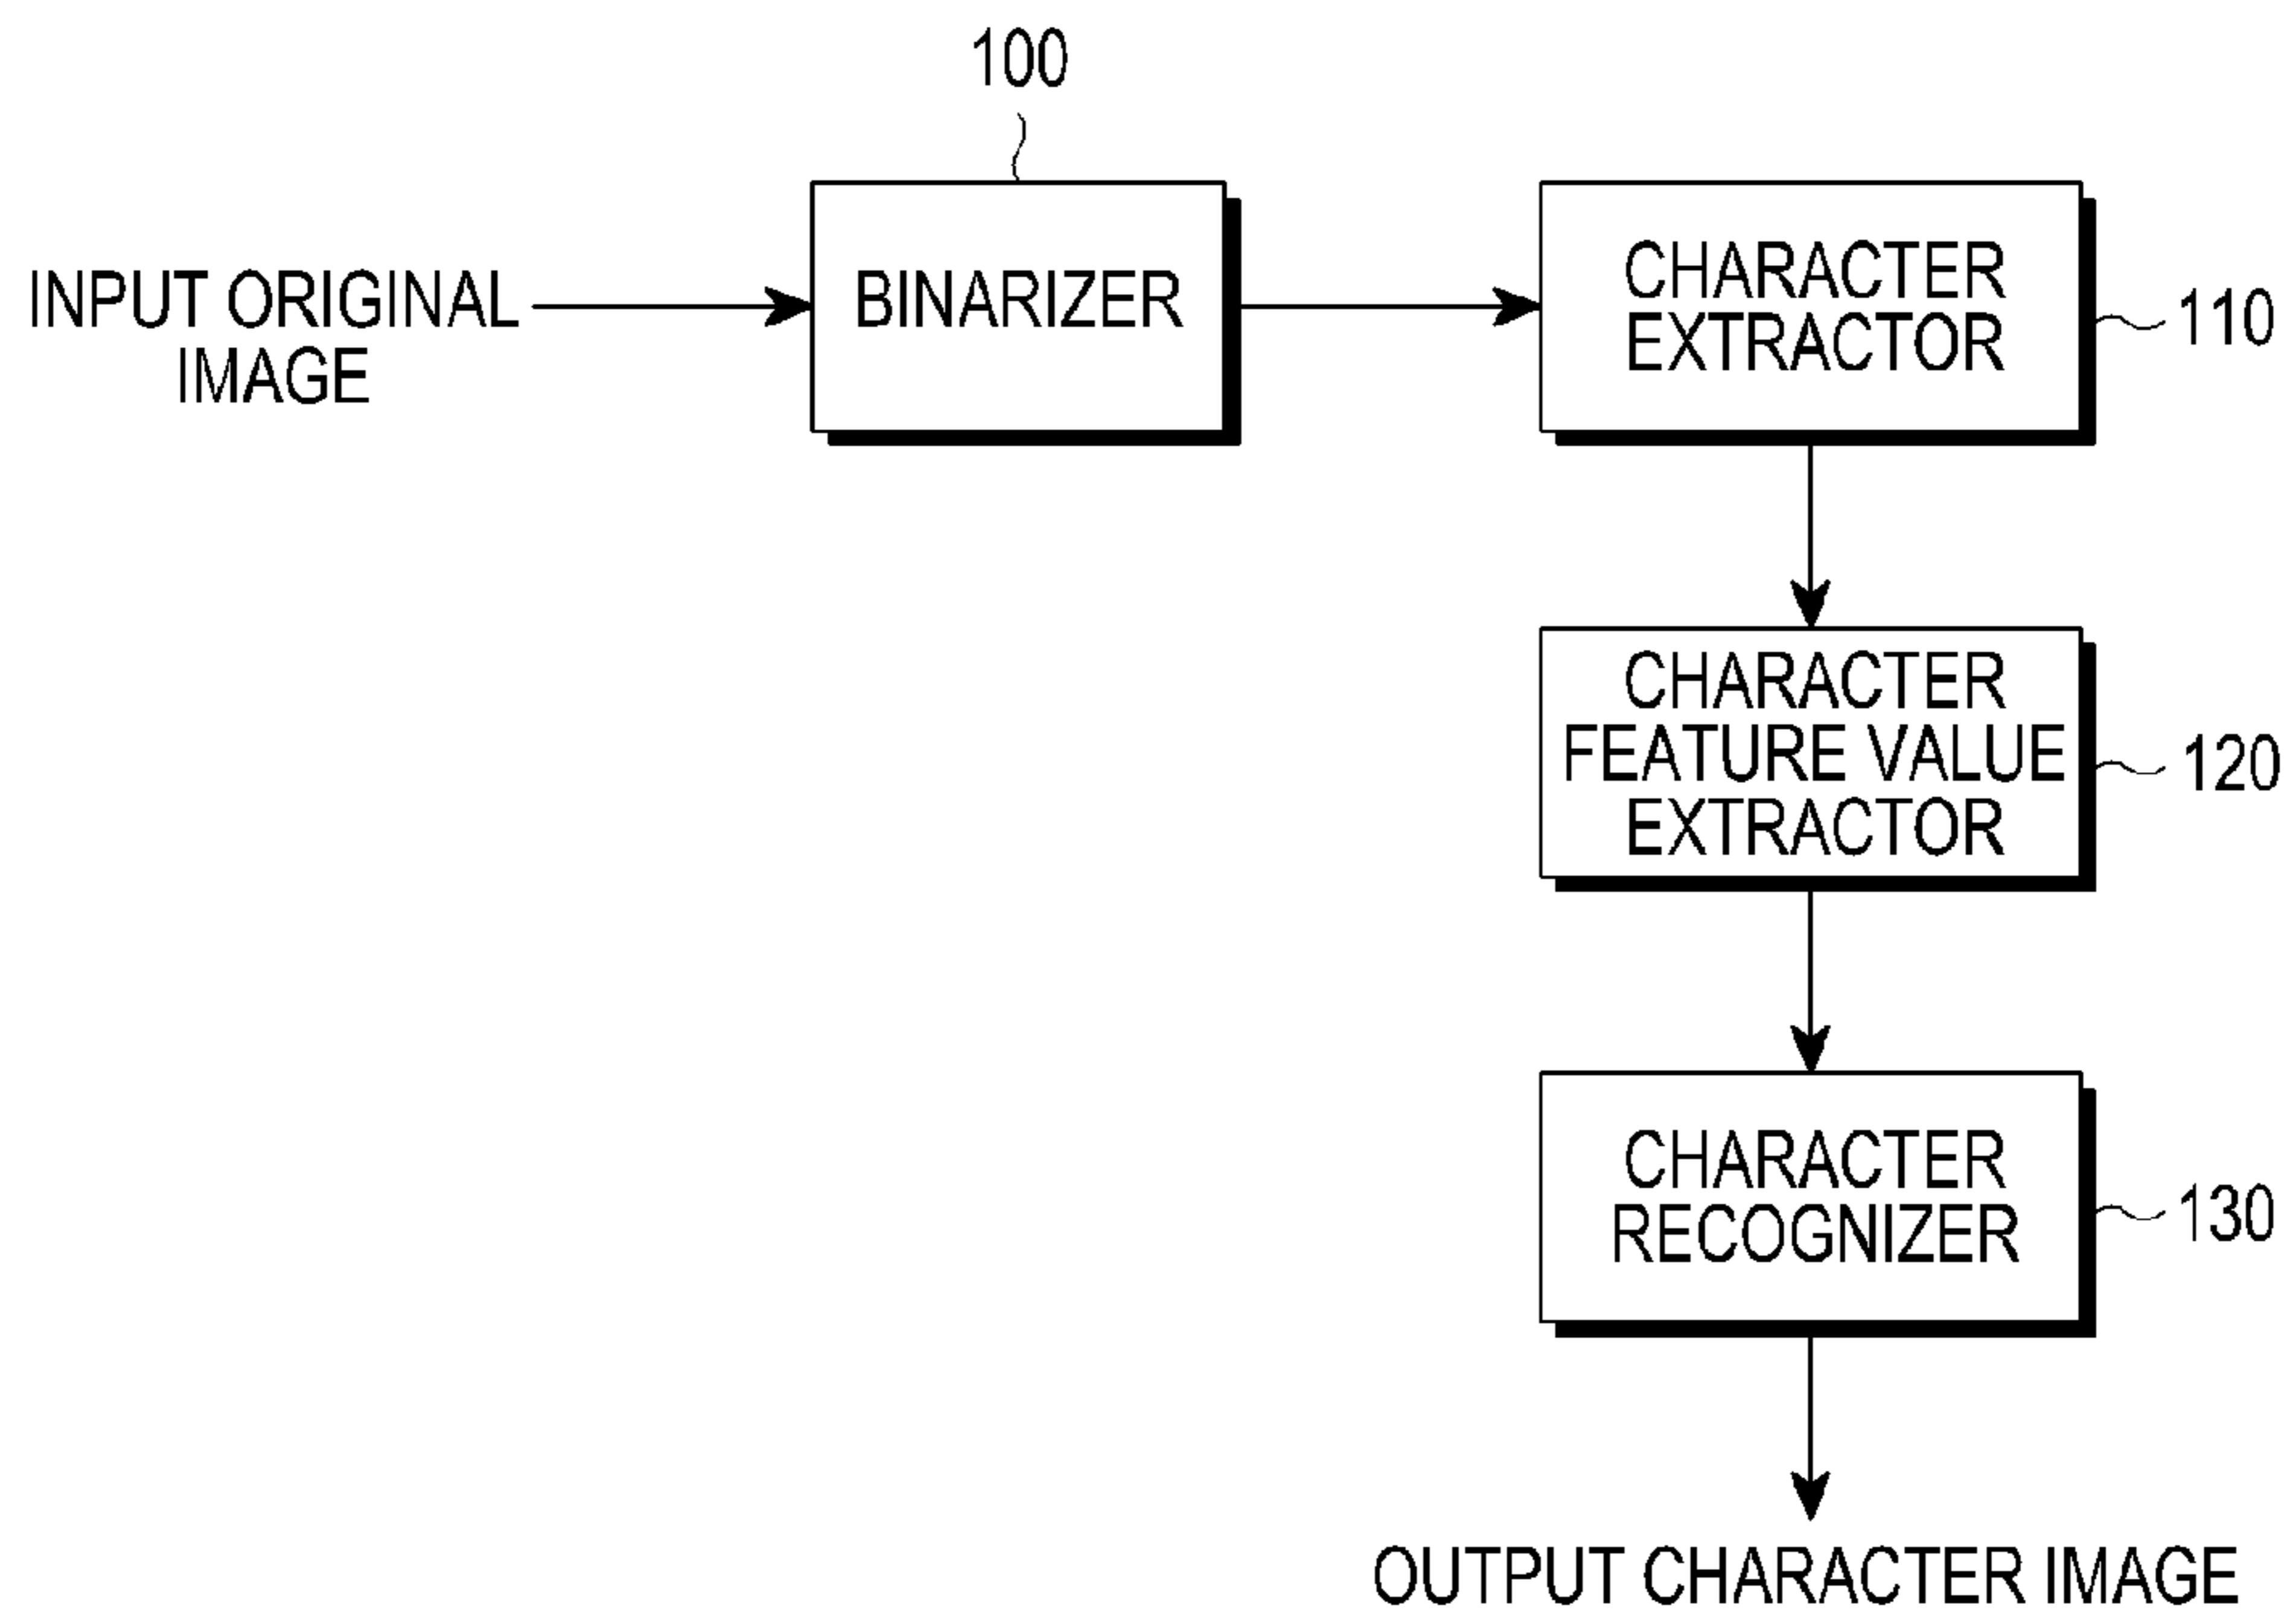 100
INPUT ORIGINAL
IMAGE
BINARIZER
CHARACTER
EXTRACTOR
110
CHARACTER
FEATURE VALUE
EXTRACTOR
120
CHARACTER
RECOGNIZER
130
OUTPUT CHARACTER IMAGE